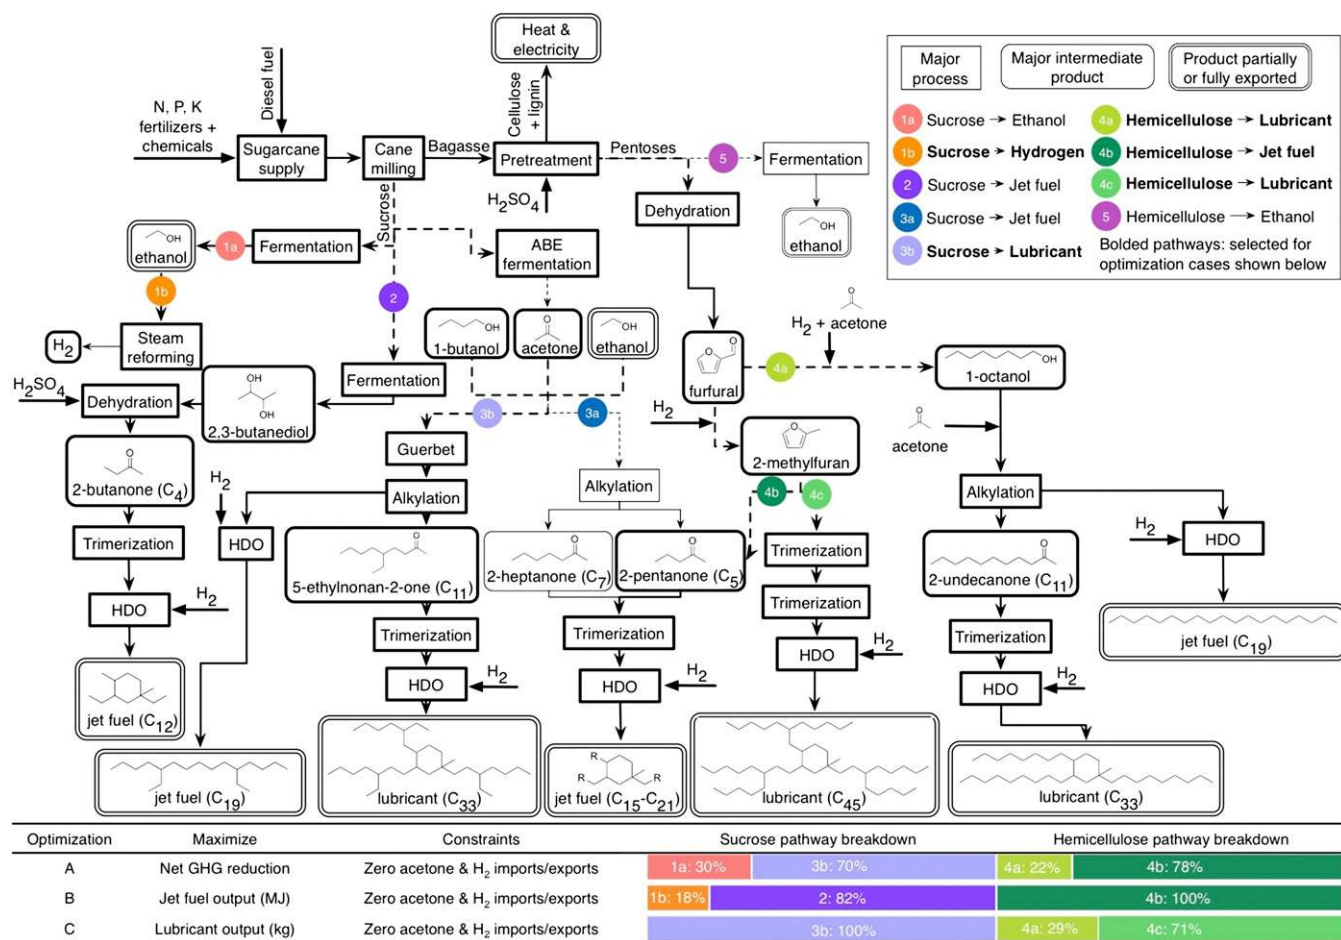 Heat &
electricity
Diesel fuel
Cellulose
+ lignin
N, P, K
fertilizers +
chemicals
Sugarcane
supply
Cane
milling
Bagasse
Pretreatment
Pentoses
5
Fermentation
H2SO4
Sucrose
Dehydration
OH
ethanol
OH
ethanol
1a
Fermentation
ABE
fermentation
1b
2
Steam
reforming
H2
OH
1-butanol
O
acetone
OH
ethanol
O
O
furfural
4a
O
H2 + acetone
OH
1-octanol
H2SO4
Dehydration
OH
OH
2,3-butanediol
Fermentation
3b
3a
H2
O
2-methylfuran
O
acetone
O
2-butanone (C4)
H2
Guerbet
Alkylation
Alkylation
4b
4c
Alkylation
Trimerization
HDO
O
5-ethylnonan-2-one (C11)
O
2-heptanone (C7)
O
2-pentanone (C5)
Trimerization
O
2-undecanone (C11)
H2
HDO
HDO
H2
Trimerization
Trimerization
Trimerization
Trimerization
jet fuel (C19)
HDO
H2
HDO
H2
HDO
H2
HDO
H2
jet fuel (C12)
jet fuel (C19)
lubricant (C33)
R
R
R
jet fuel (C15-C21)
lubricant (C45)
lubricant (C33)
Major
process
Major intermediate
product
Product partially
or fully exported
1a Sucrose → Ethanol
1b Sucrose → Hydrogen
2 Sucrose → Jet fuel
3a Sucrose → Jet fuel
3b Sucrose → Lubricant
4a Hemicellulose → Lubricant
4b Hemicellulose → Jet fuel
4c Hemicellulose → Lubricant
5 Hemicellulose → Ethanol
Bolded pathways: selected for
optimization cases shown below
Optimization Maximize Constraints Sucrose pathway breakdown Hemicellulose pathway breakdown
A Net GHG reduction Zero acetone & H2 imports/exports 1a: 30% 3b: 70% 4a: 22% 4b: 78%
B Jet fuel output (MJ) Zero acetone & H2 imports/exports 1b: 18% 2: 82% 4b: 100%
C Lubricant output (kg) Zero acetone & H2 imports/exports 3b: 100% 4a: 29% 4c: 71%